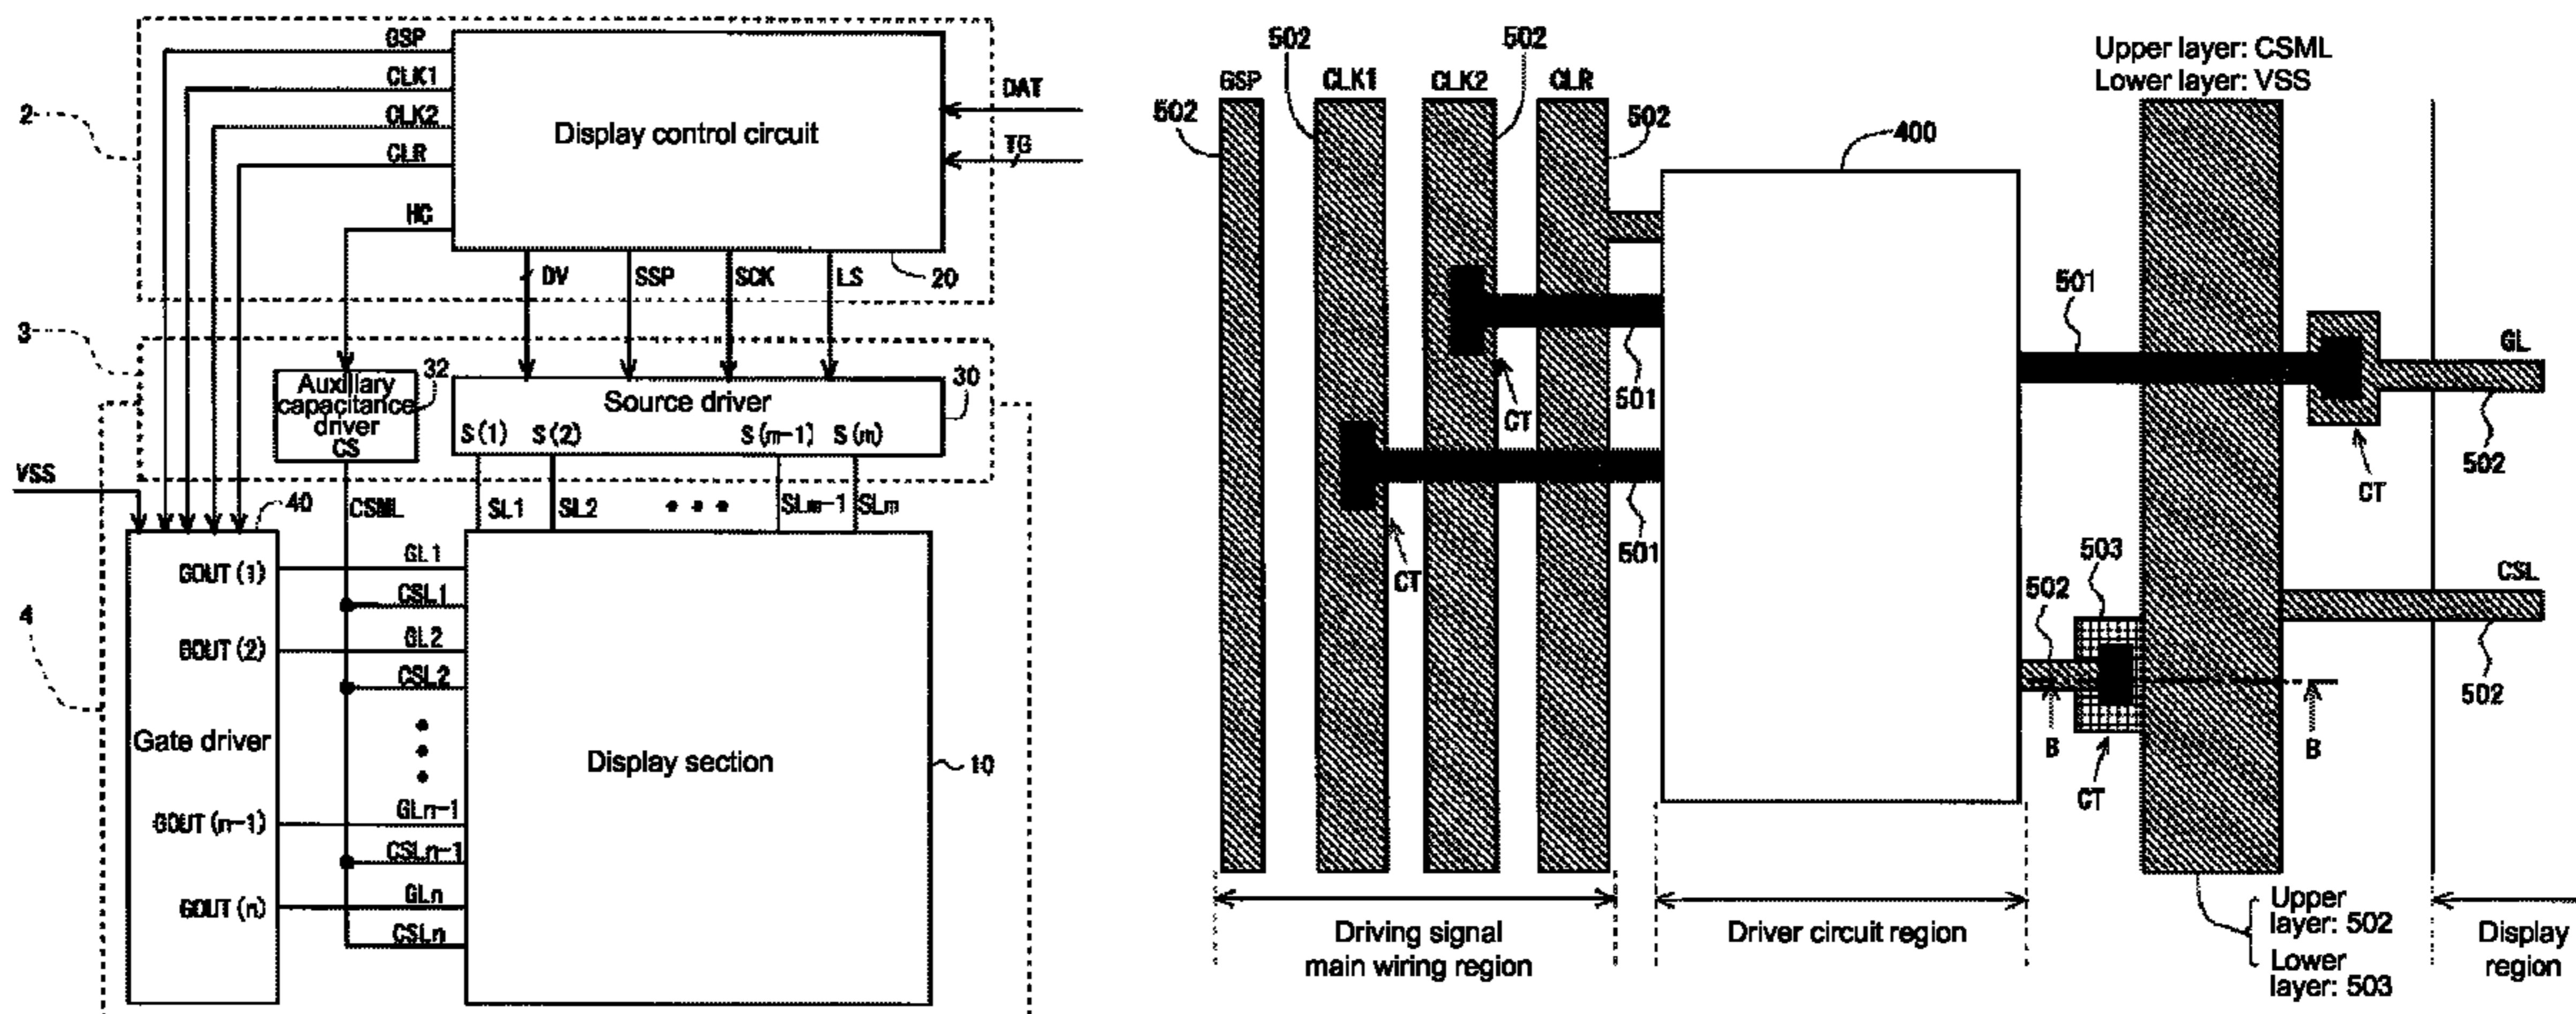 GSP
CLK1
CLK2
CLR
HC
Display control circuit
DAT
TG
2
DV
SSP
SCK
LS
20
3
Auxiliary
capacitance
driver
CS
32
Source driver
30
S(1)
S(2)
S(m-1)
S(m)
VSS
40
CSML
SL1
SL2
SLm-1
SLm
GOUT(1)
GL1
CSL1
GOUT(2)
GL2
CSL2
4
Gate driver
Display section
10
GOUT(n-1)
GLn-1
CSLn-1
GOUT(n)
GLn
CSLn
502
502
Upper layer: CSML
Lower layer: VSS
GSP
CLK1
CLK2
CLR
502
502
400
501
501
CT
501
GL
502
CT
501
CT
503
CSL
502
502
B
B
CT
Driving signal
main wiring region
Driver circuit region
Upper
layer: 502
Lower
layer: 503
Display
region